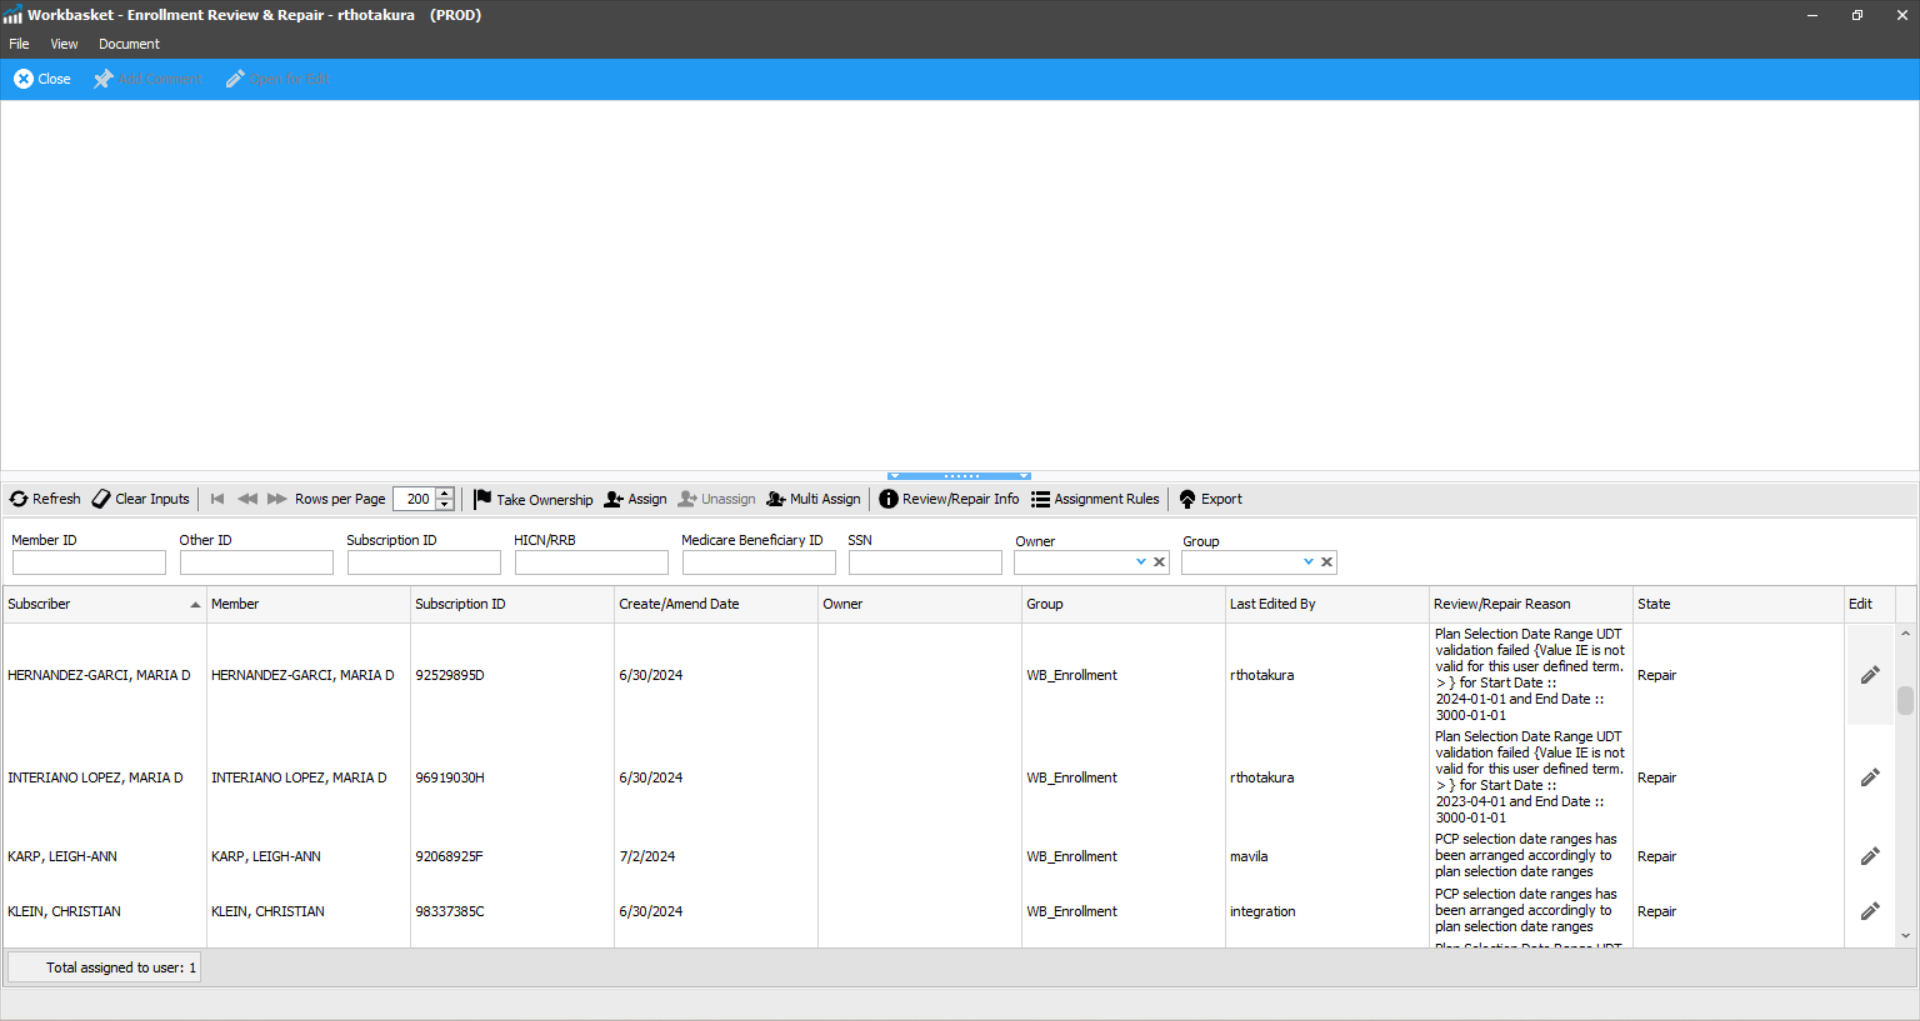 Workbasket - Enrollment Review & Repair - rthotakura (PROD)
File View Document
Close Add Comment Open for Edit
Refresh Clear Inputs Rows per Page 200 Take Ownership Assign Unassign Multi Assign Review/Repair Info Assignment Rules Export
Member ID Other ID Subscription ID HICN/RRB Medicare Beneficiary ID SSN Owner Group
Subscriber Member Subscription ID Create/Amend Date Owner Group Last Edited By Review/Repair Reason State Edit
Plan Selection Date Range UDT
validation failed {Value IE is not
valid for this user defined term.
HERNANDEZ-GARCI, MARIA D HERNANDEZ-GARCI, MARIA D 92529895D 6/30/2024 WB_Enrollment rthotakura > } for Start Date :: Repair
2024-01-01 and End Date ::
3000-01-01
Plan Selection Date Range UDT
validation failed {Value IE is not
valid for this user defined term.
INTERIANO LOPEZ, MARIA D INTERIANO LOPEZ, MARIA D 96919030H 6/30/2024 WB_Enrollment rthotakura > } for Start Date :: Repair
2023-04-01 and End Date ::
3000-01-01
PCP selection date ranges has
KARP, LEIGH-ANN KARP, LEIGH-ANN 92068925F 7/2/2024 WB_Enrollment mavila been arranged accordingly to Repair
plan selection date ranges
PCP selection date ranges has
KLEIN, CHRISTIAN KLEIN, CHRISTIAN 98337385C 6/30/2024 WB_Enrollment integration been arranged accordingly to Repair
plan selection date ranges
Plan Selection Date Range UDT
Total assigned to user: 1